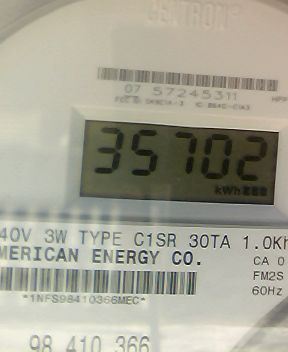 CENTRON®
07 57245311
35702
kWh
40V 3W TYPE C1SR 30TA 1.0Kh
MERICAN ENERGY CO.
CA 0
FM2S
60Hz
*1NFS98410366MEC*
98 410 366